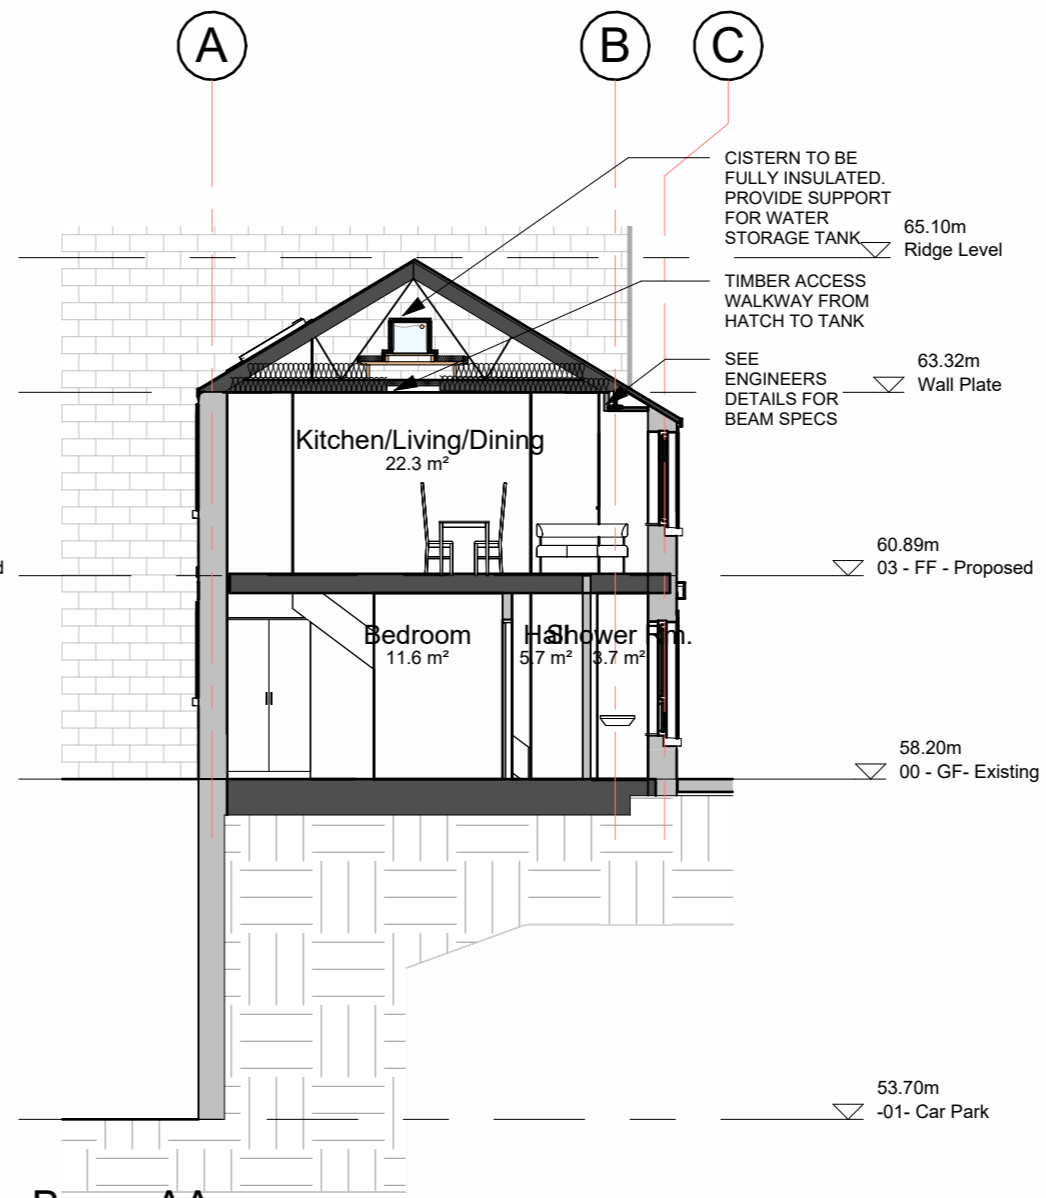 A
B
C
CISTERN TO BE
FULLY INSULATED.
PROVIDE SUPPORT
FOR WATER
STORAGE TANK
65.10m
Ridge Level
TIMBER ACCESS
WALKWAY FROM
HATCH TO TANK
SEE
ENGINEERS
DETAILS FOR
BEAM SPECS
63.32m
Wall Plate
Kitchen/Living/Dining
22.3 m²
60.89m
03 - FF - Proposed
Bedroom
11.6 m²
Hall
5.7 m²
Shower Rm.
3.7 m²
58.20m
00 - GF- Existing
53.70m
-01- Car Park